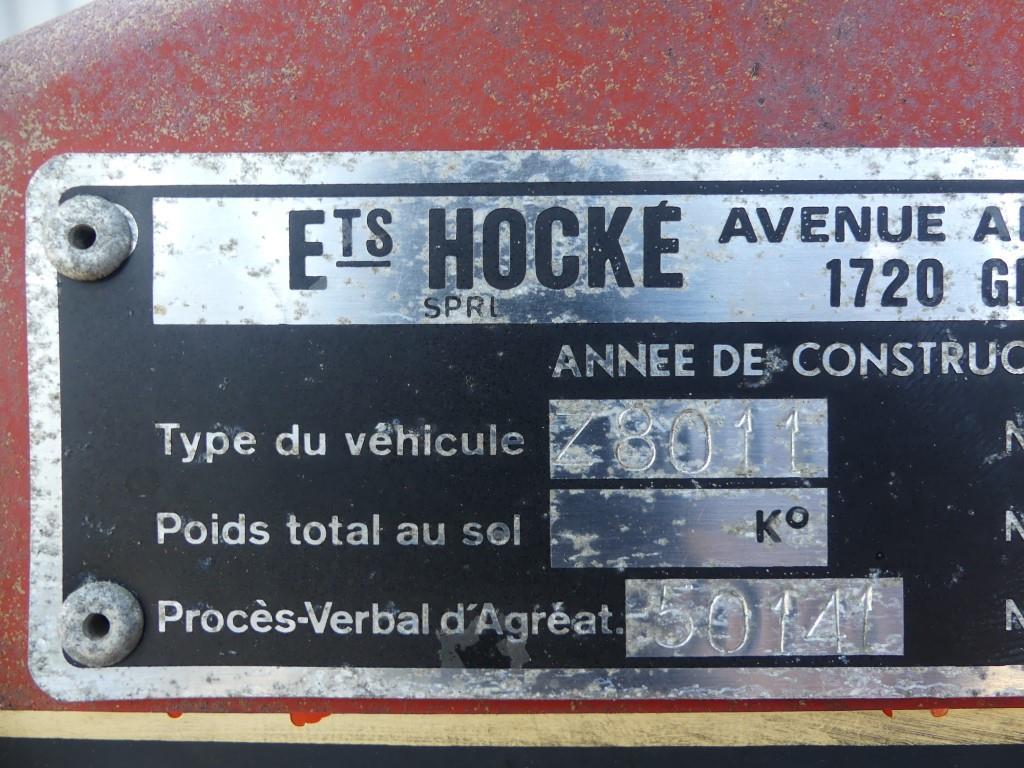 ETS HOCKÉ AVENUE
SPRL 1720
ANNEE DE
Type du véhicule Z8011
Poids total au sol Kº
Procès-Verbal d'Agréat. 50141